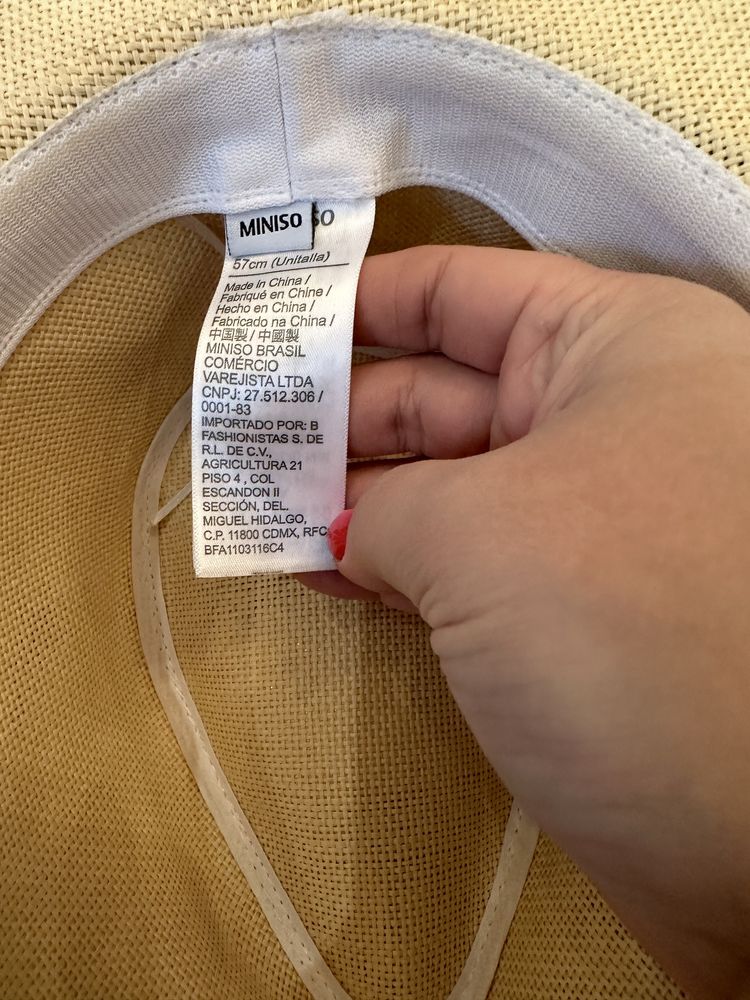 MINISO
SO
57cm (Unitalla)
Made in China /
Fabriqué en Chine /
Hecho en China /
Fabricado na China /
中国製 / 中國製
MINISO BRASIL
COMÉRCIO
VAREJISTA LTDA
CNPJ: 27.512.306 /
0001-83
IMPORTADO POR: B
FASHIONISTAS S. DE
R.L. DE C.V.,
AGRICULTURA 21
PISO 4 , COL
ESCANDON II
SECCIÓN, DEL.
MIGUEL HIDALGO,
C.P. 11800 CDMX, RFC
BFA1103116C4